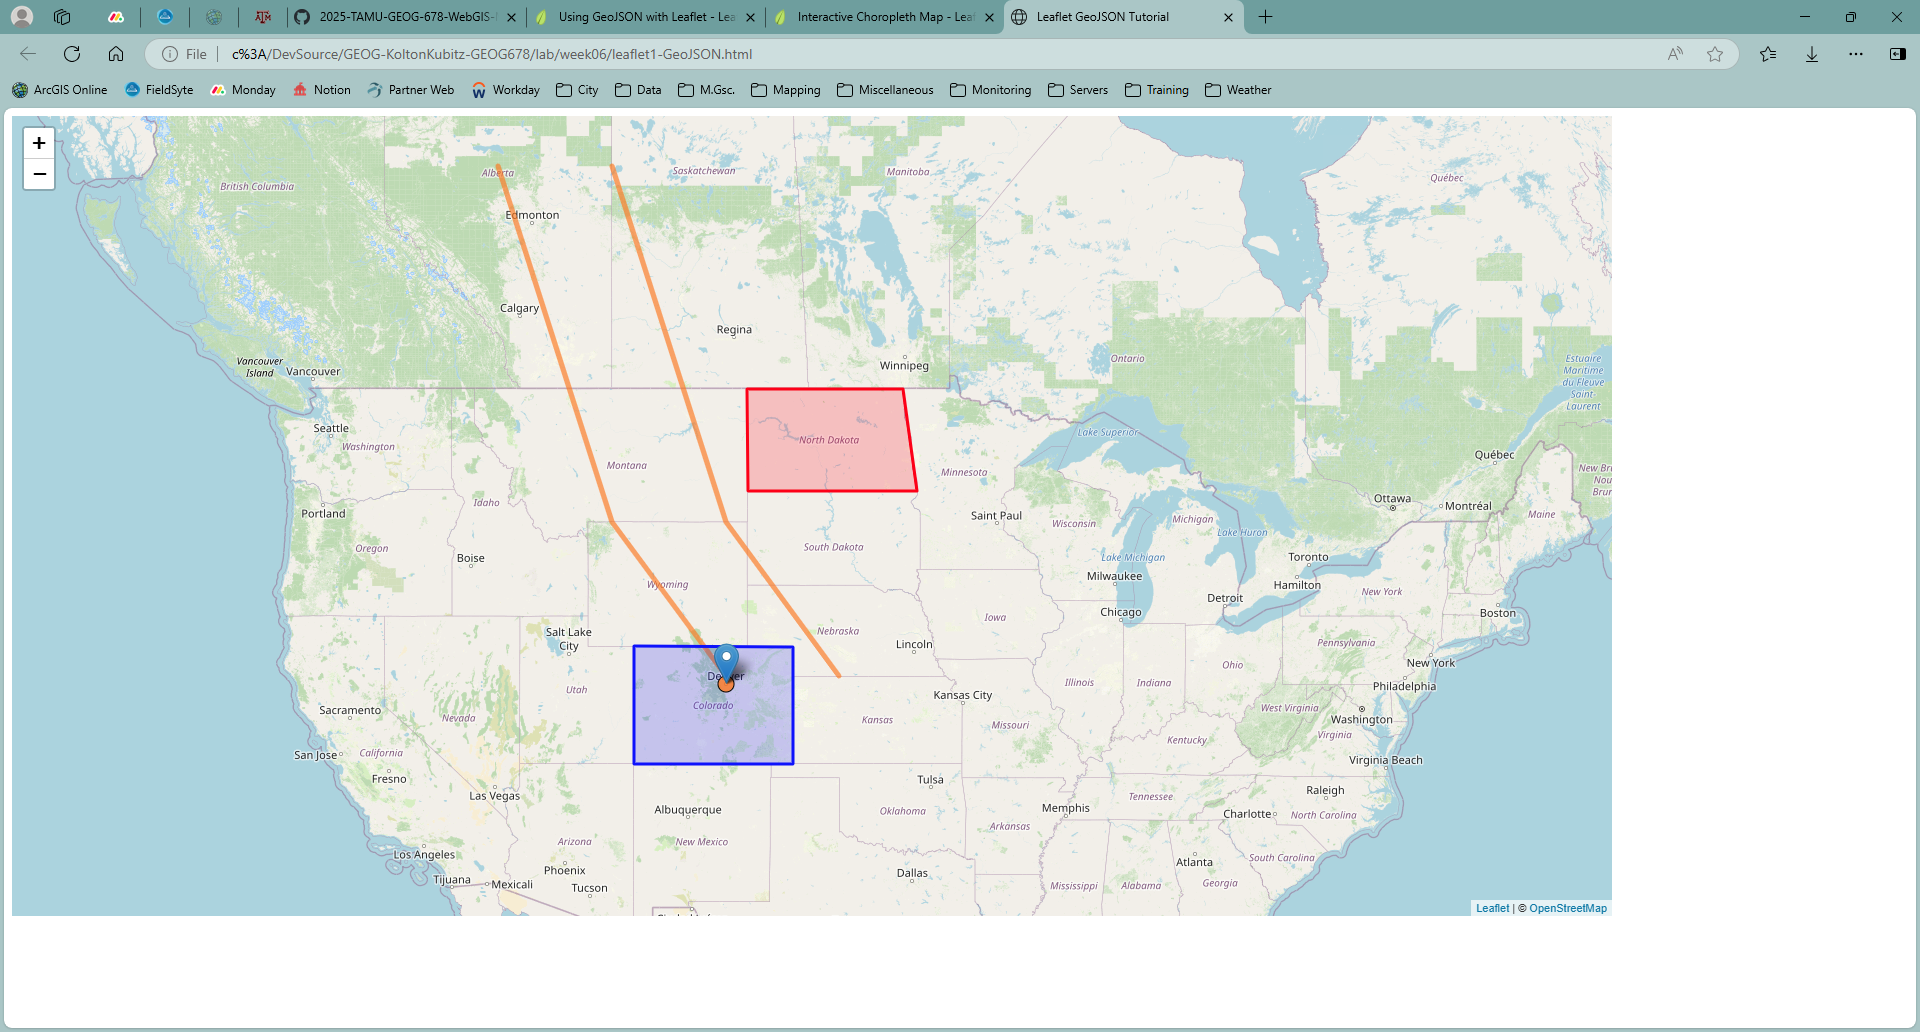 2025-TAMU-GEOG-678-WebGIS-
Using GeoJSON with Leaflet - Lea
Interactive Choropleth Map - Leaf
Leaflet GeoJSON Tutorial
File
c%3A/DevSource/GEOG-KoltonKubitz-GEOG678/lab/week06/leaflet1-GeoJSON.html
ArcGIS Online
FieldSyte
Monday
Notion
Partner Web
Workday
City
Data
M.Gsc.
Mapping
Miscellaneous
Monitoring
Servers
Training
Weather
+
−
British Columbia
Alberta
Saskatchewan
Manitoba
Québec
Edmonton
Calgary
Regina
Winnipeg
Ontario
Vancouver
Island
Vancouver
Estuaire
Maritime
du Fleuve
Saint-
Laurent
Seattle
Washington
North Dakota
Lake Superior
Montana
Minnesota
Québec
New Br
Nou
Brun
Idaho
Portland
Saint Paul
Wisconsin
Michigan
Ottawa
Montréal
Maine
Oregon
Boise
South Dakota
Lake Michigan
Lake Huron
Toronto
Wyoming
Milwaukee
Hamilton
New York
Detroit
Chicago
Boston
Salt Lake
City
Nebraska
Lincoln
Iowa
Pennsylvania
Ohio
New York
Denver
Utah
Colorado
Kansas City
Illinois
Indiana
Philadelphia
Sacramento
Nevada
Kansas
Missouri
West Virginia
Washington
Virginia
San Jose
California
Kentucky
Virginia Beach
Fresno
Tulsa
Las Vegas
Albuquerque
Oklahoma
Memphis
Tennessee
Raleigh
Charlotte
North Carolina
Arkansas
Arizona
New Mexico
Los Angeles
Phoenix
Dallas
Atlanta
South Carolina
Tijuana
Mexicali
Tucson
Mississippi
Alabama
Georgia
Leaflet | © OpenStreetMap